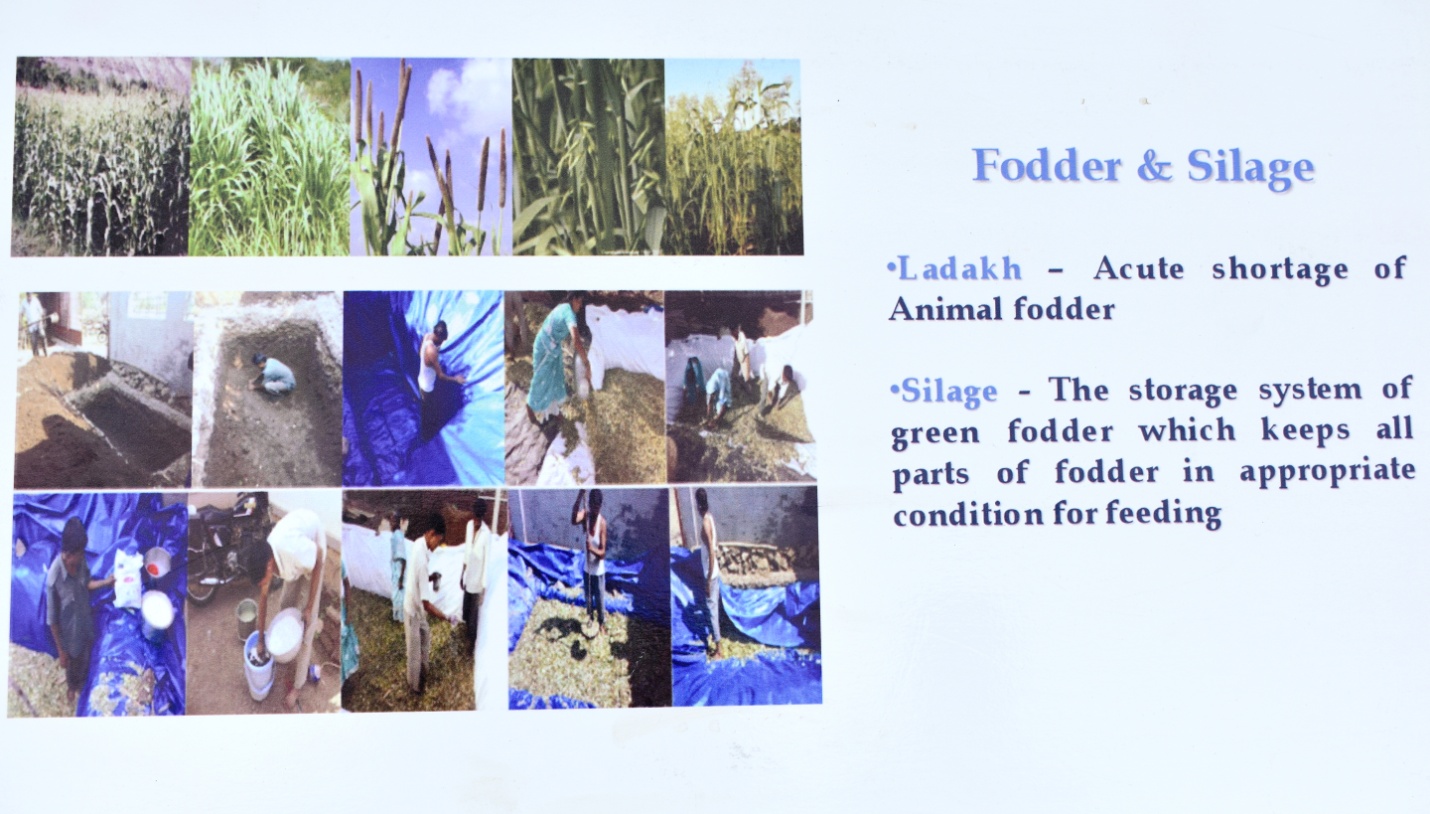 Fodder & Silage
•Ladakh – Acute shortage of
Animal fodder
•Silage - The storage system of
green fodder which keeps all
parts of fodder in appropriate
condition for feeding